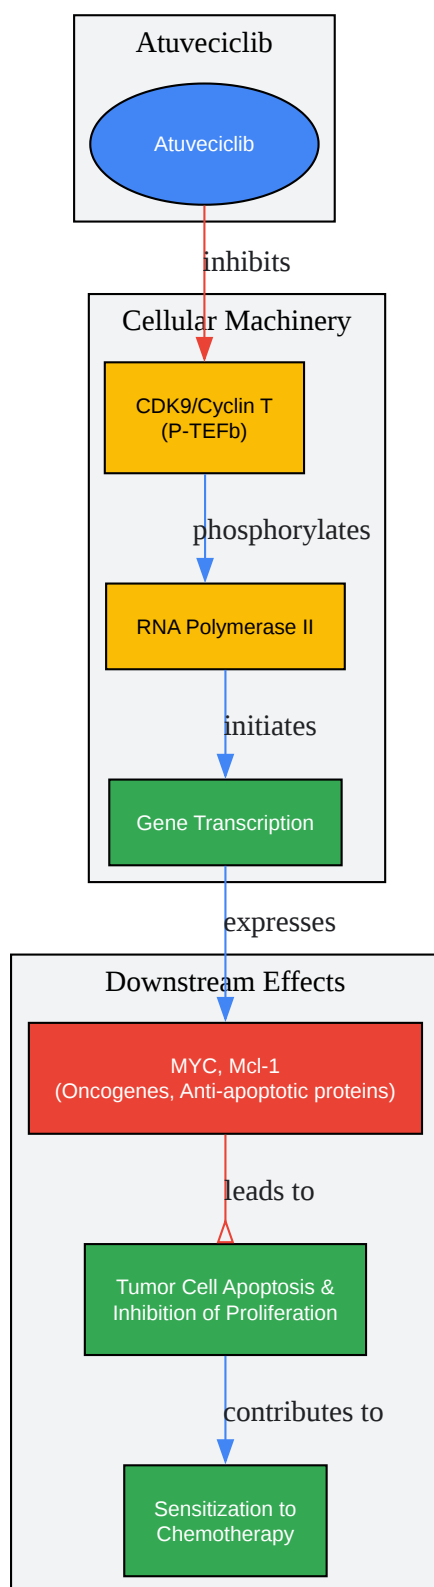 Atuveciclib
Atuveciclib
inhibits
Cellular Machinery
CDK9/Cyclin T
(P-TEFb)
phosphorylates
RNA Polymerase II
initiates
Gene Transcription
expresses
Downstream Effects
MYC, Mcl-1
(Oncogenes, Anti-apoptotic proteins)
leads to
Tumor Cell Apoptosis &
Inhibition of Proliferation
contributes to
Sensitization to
Chemotherapy